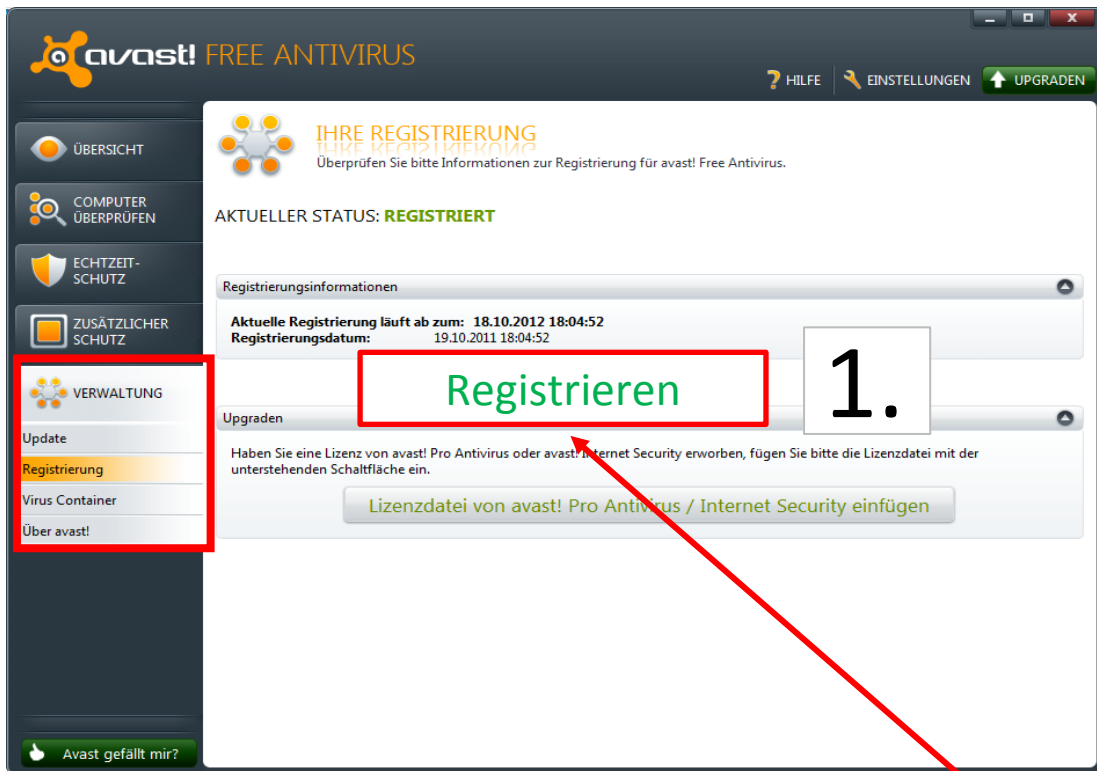 avast! FREE ANTIVIRUS
HILFE
EINSTELLUNGEN
UPGRADEN
ÜBERSICHT
COMPUTER
ÜBERPRÜFEN
ECHTZEIT-
SCHUTZ
ZUSÄTZLICHER
SCHUTZ
VERWALTUNG
Update
Registrierung
Virus Container
Über avast!
Avast gefällt mir?
IHRE REGISTRIERUNG
Überprüfen Sie bitte Informationen zur Registrierung für avast! Free Antivirus.
AKTUELLER STATUS: REGISTRIERT
Registrierungsinformationen
Aktuelle Registrierung läuft ab zum: 18.10.2012 18:04:52
Registrierungsdatum: 19.10.2011 18:04:52
Registrieren
1.
Upgraden
Haben Sie eine Lizenz von avast! Pro Antivirus oder avast! Internet Security erworben, fügen Sie bitte die Lizenzdatei mit der
unterstehenden Schaltfläche ein.
Lizenzdatei von avast! Pro Antivirus / Internet Security einfügen